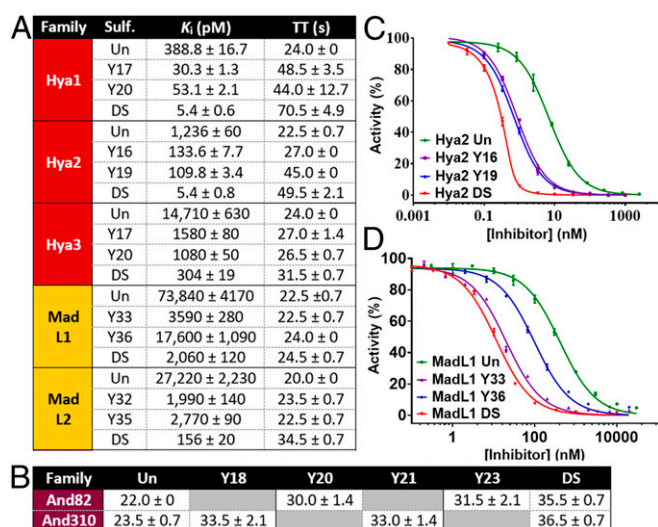 A
Family Sulf. Ki (pM) TT (s)
Hya1 Un 388.8 ± 16.7 24.0 ± 0
Y17 30.3 ± 1.3 48.5 ± 3.5
Y20 53.1 ± 2.1 44.0 ± 12.7
DS 5.4 ± 0.6 70.5 ± 4.9
Hya2 Un 1,236 ± 60 22.5 ± 0.7
Y16 133.6 ± 7.7 27.0 ± 0
Y19 109.8 ± 3.4 45.0 ± 0
DS 5.4 ± 0.8 49.5 ± 2.1
Hya3 Un 14,710 ± 630 24.0 ± 0
Y17 1580 ± 80 27.0 ± 1.4
Y20 1080 ± 50 26.5 ± 0.7
DS 304 ± 19 31.5 ± 0.7
Mad L1 Un 73,840 ± 4170 22.5 ±0.7
Y33 3590 ± 280 22.5 ± 0.7
Y36 17,600 ± 1,090 24.0 ± 0
DS 2,060 ± 120 24.5 ± 0.7
Mad L2 Un 27,220 ± 2,230 20.0 ± 0
Y32 1,990 ± 140 23.5 ± 0.7
Y35 2,770 ± 90 22.5 ± 0.7
DS 156 ± 20 34.5 ± 0.7
C
Activity (%)
100
80
60
40
20
0
Hya2 Un
Hya2 Y16
Hya2 Y19
Hya2 DS
0.001 0.1 10 1000
[Inhibitor] (nM)
D
Activity (%)
100
80
60
40
20
0
MadL1 Un
MadL1 Y33
MadL1 Y36
MadL1 DS
1 100 10000
[Inhibitor] (nM)
B
Family Un Y18 Y20 Y21 Y23 DS
And82 22.0 ± 0 30.0 ± 1.4 31.5 ± 2.1 35.5 ± 0.7
And310 23.5 ± 0.7 33.5 ± 2.1 33.0 ± 1.4 36.5 ± 0.7